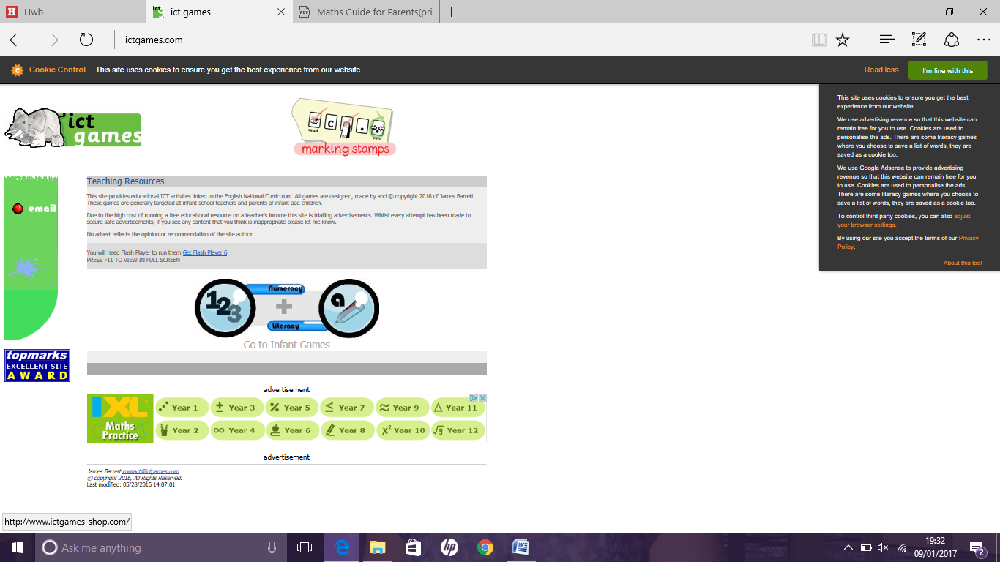 Hwb
ict games
Maths Guide for Parents(pri
ictgames.com
Cookie Control This site uses cookies to ensure you get the best experience from our website.
Read less
I'm fine with this
This site uses cookies to ensure you get the best
experience from our website.
We use advertising revenue so that this website can
remain free for you to use. Cookies are used to
personalise the ads. There are some literacy games
where you choose to save a list of words, they are
saved as a cookie too.
We use Google Adsense to provide advertising
revenue so that this website can remain free for you
to use. Cookies are used to personalise the ads.
There are some literacy games where you choose to
save a list of words, they are saved as a cookie too.
To control third party cookies, you can also adjust
your browser settings.
By using our site you accept the terms of our Privacy
Policy.
About this tool
ict
games
read
c
.
marking stamps
email
topmarks
EXCELLENT SITE
AWARD
Teaching Resources
This site provides educational ICT activites linked to the English National Curriculum. All games are designed, made by and © copyright 2016 of James Barrett.
These games are generally targeted at infant school teachers and parents of infant age children.
Due to the high cost of running a free educational resource on a teacher's income this site is trialling advertisements. Whilst every attempt has been made to
secure safe advertisements, if you see any content that you think is inappropriate please let me know.
No advert reflects the opinion or recommendation of the site author.
You will need Flash Player to run them:Get Flash Player 6
PRESS F11 TO VIEW IN FULL SCREEN
123
Numeracy
+
Literacy
a
Go to Infant Games
advertisement
IXL
Maths
Practice
Year 1 ± Year 3 % Year 5 ≤ Year 7 ≈ Year 9 △ Year 11
Year 2 ∞ Year 4 Year 6 Year 8 x² Year 10 √y Year 12
advertisement
James Barrett contact@ictgames.com
© copyright 2016, All Rights Reserved.
Last modified: 05/28/2016 14:07:01
http://www.ictgames-shop.com/
Ask me anything
hp
19:32
09/01/2017
2